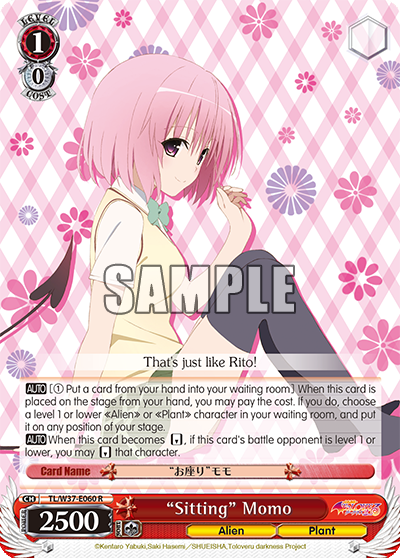 LEVEL
1
0
COST
SAMPLE
That's just like Rito!
AUTO [① Put a card from your hand into your waiting room] When this card is
placed on the stage from your hand, you may pay the cost. If you do, choose
a level 1 or lower «Alien» or «Plant» character in your waiting room, and put
it on any position of your stage.
AUTO When this card becomes [▼], if this card's battle opponent is level 1 or
lower, you may [▼] that character.
Card Name "お座り"モモ
CH TL/W37-E060 R
POWER 2500 SOUL
"Sitting" Momo
Alien Plant
©Kentaro Yabuki,Saki Hasemi／SHUEISHA,Toloveru darkness Project